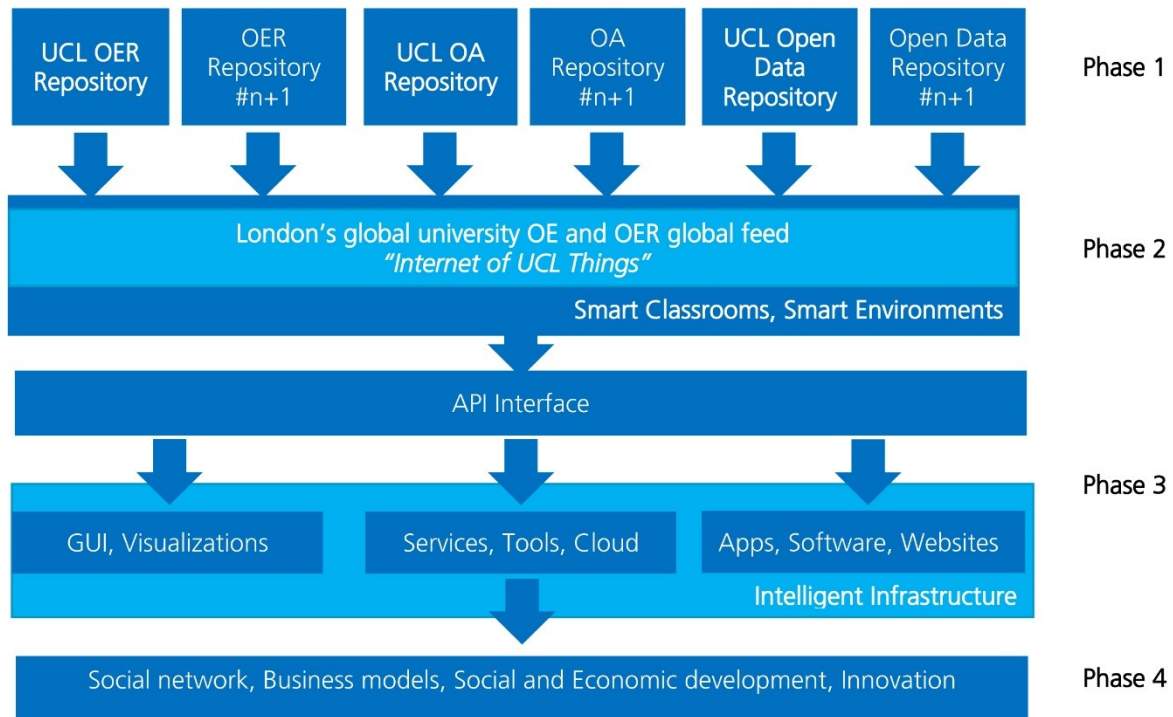 UCL OER
Repository
OER
Repository
#n+1
UCL OA
Repository
OA
Repository
#n+1
UCL Open
Data
Repository
Open Data
Repository
#n+1
Phase 1
London’s global university OE and OER global feed
“Internet of UCL Things”
Smart Classrooms, Smart Environments
Phase 2
API Interface
GUI, Visualizations
Services, Tools, Cloud
Apps, Software, Websites
Intelligent Infrastructure
Phase 3
Social network, Business models, Social and Economic development, Innovation
Phase 4